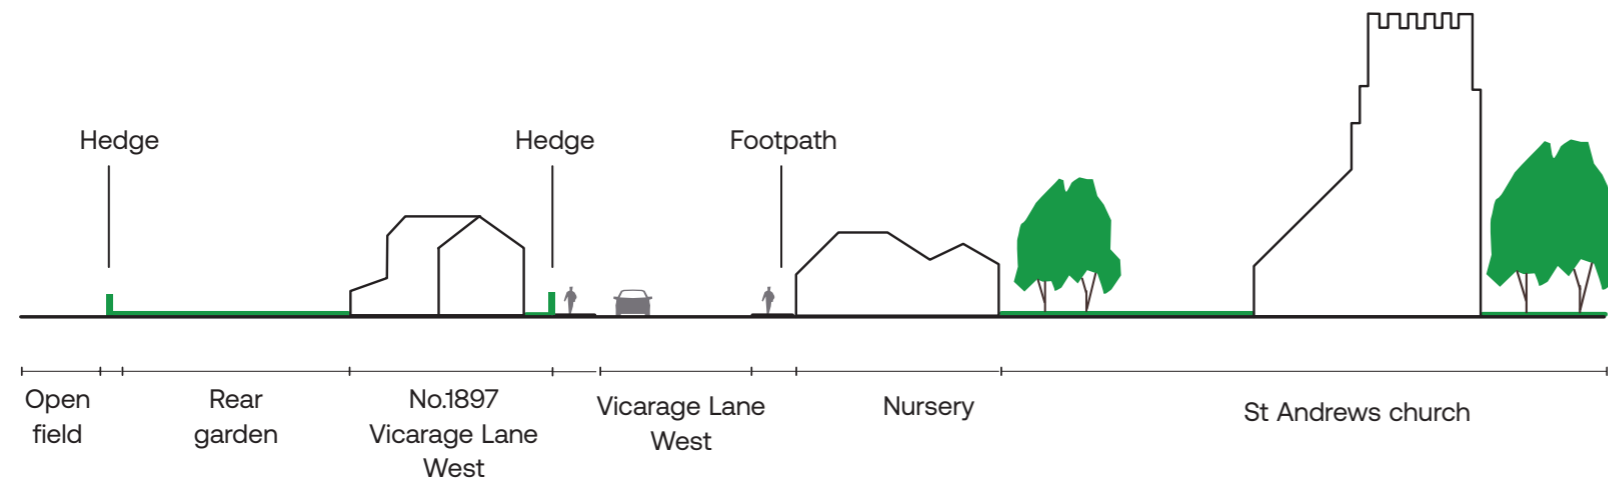 Hedge
Hedge
Footpath
Open
field
Rear
garden
No.1897
Vicarage Lane
West
Vicarage Lane
West
Nursery
St Andrews church